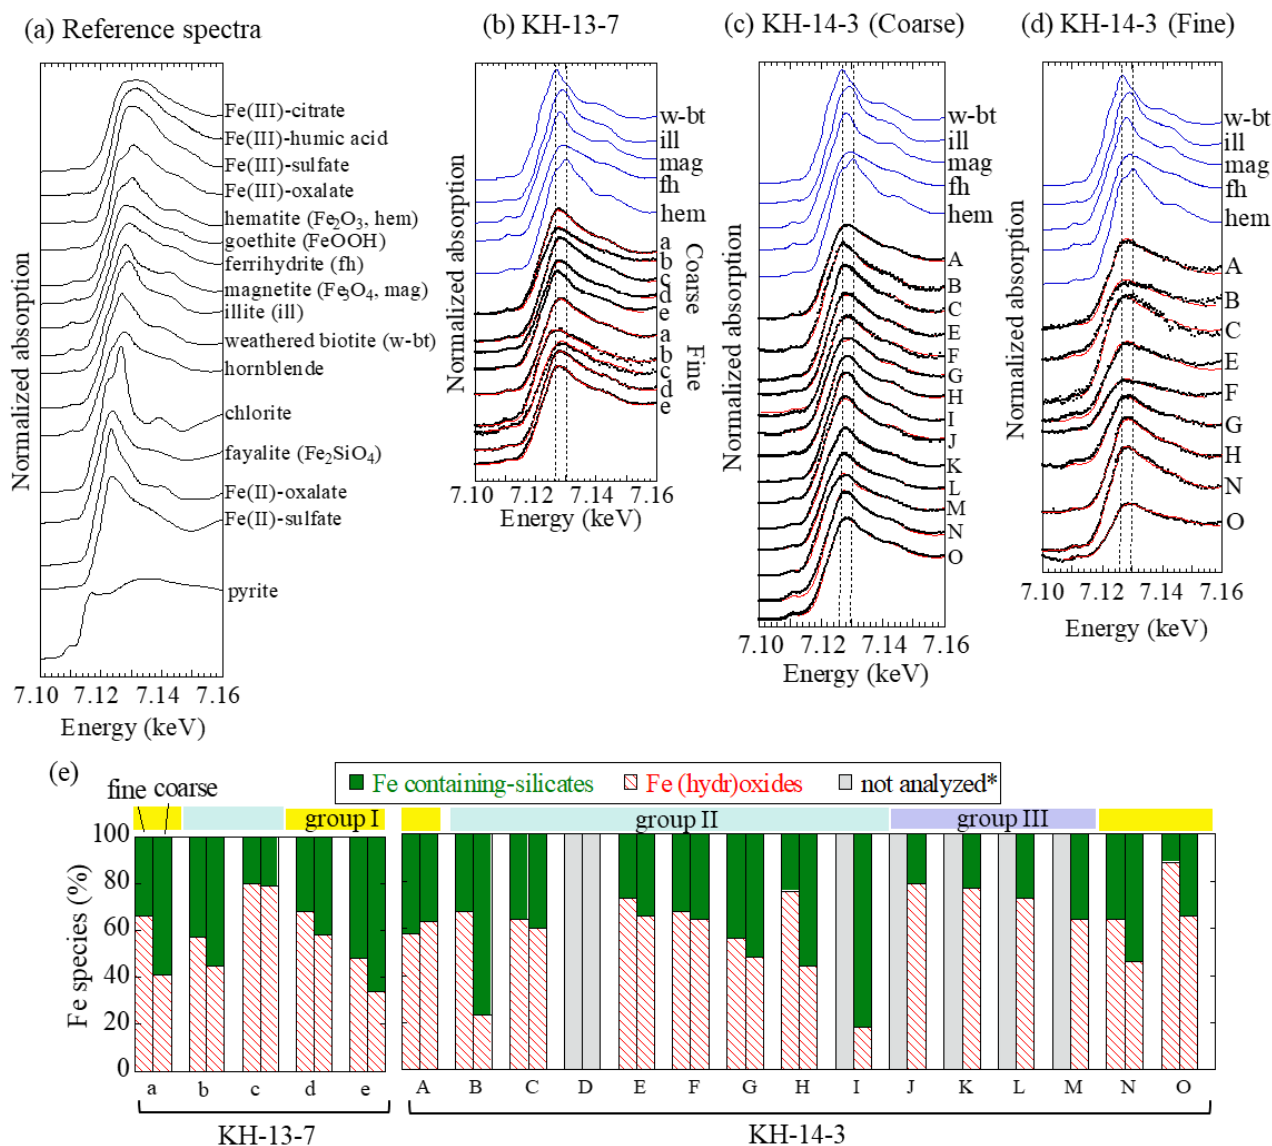 (a) Reference spectra
Fe(III)-citrate
Fe(III)-humic acid
Fe(III)-sulfate
Fe(III)-oxalate
hematite (Fe₂O₃, hem)
goethite (FeOOH)
ferrihydrite (fh)
magnetite (Fe₃O₄, mag)
illite (ill)
weathered biotite (w-bt)
hornblende
chlorite
fayalite (Fe₂SiO₄)
Fe(II)-oxalate
Fe(II)-sulfate
pyrite
Normalized absorption
7.10 7.12 7.14 7.16
Energy (keV)
(b) KH-13-7
w-bt
ill
mag
fh
hem
a
b
c
d
e
Coarse
a
b
c
d
e
Fine
Normalized absorption
7.10 7.12 7.14 7.16
Energy (keV)
(c) KH-14-3 (Coarse)
w-bt
ill
mag
fh
hem
A
B
C
E
F
G
H
I
J
K
L
M
N
O
Normalized absorption
7.10 7.12 7.14 7.16
Energy (keV)
(d) KH-14-3 (Fine)
w-bt
ill
mag
fh
hem
A
B
C
E
F
G
H
N
O
Normalized absorption
7.10 7.12 7.14 7.16
Energy (keV)
(e)
Fe containing-silicates Fe (hydr)oxides not analyzed*
fine coarse
group I group II group III
Fe species (%)
100
80
60
40
20
0
a b c d e A B C D E F G H I J K L M N O
KH-13-7 KH-14-3